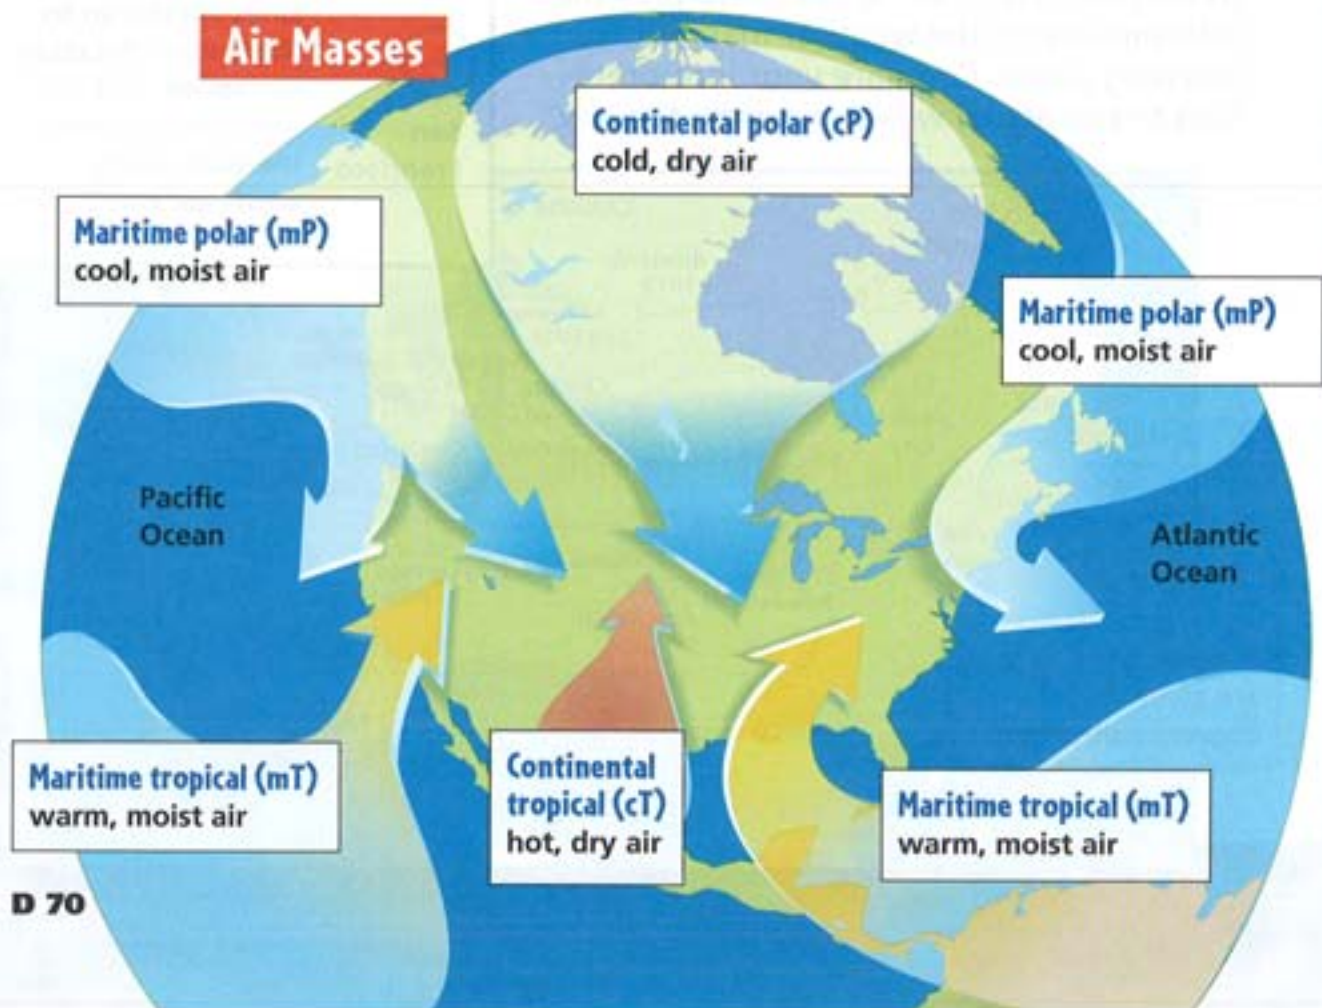 Air Masses
Continental polar (cP)
cold, dry air
Maritime polar (mP)
cool, moist air
Maritime polar (mP)
cool, moist air
Pacific
Ocean
Atlantic
Ocean
Maritime tropical (mT)
warm, moist air
Continental
tropical (cT)
hot, dry air
Maritime tropical (mT)
warm, moist air
D 70